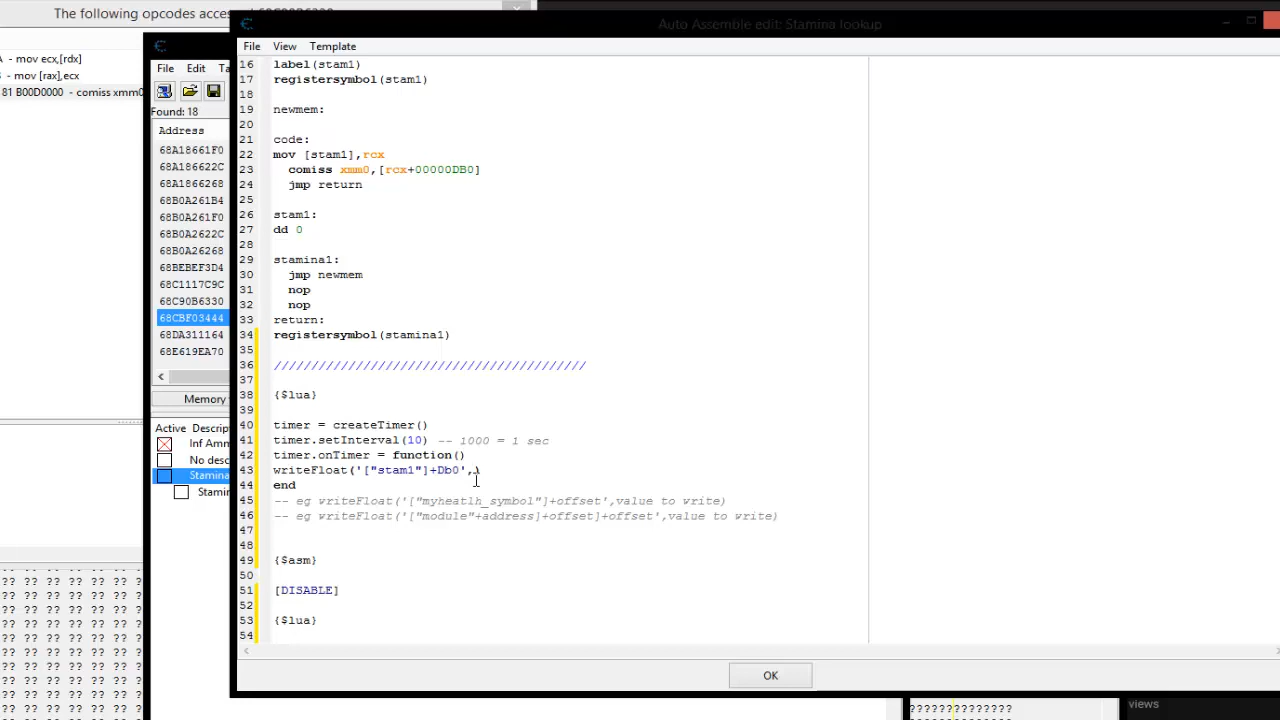 The following opcodes acces
Auto Assemble edit: Stamina lookup
File View Template
- mov ecx,[rdx]
- mov [rax],ecx
81 B00D0000 - comiss xmm0
File Edit Ta
Found: 18
Address
68A18661F0
68A186622C
68A1866268
68B0A261B4
68B0A261F0
68B0A2622C
68B0A26268
68BEBEF3D4
68C1117C9C
68C90B6330
68CBF03444
68DA311164
68E619EA70
Memory
Active Descrip
Inf Amm
No desc
Stamina
Stamin
16 label(stam1)
17 registersymbol(stam1)
18
19 newmem:
20
21 code:
22 mov [stam1],rcx
23 comiss xmm0,[rcx+00000DB0]
24 jmp return
25
26 stam1:
27 dd 0
28
29 stamina1:
30 jmp newmem
31 nop
32 nop
33 return:
34 registersymbol(stamina1)
35
36 /////////////////////////////////////////
37
38 {$lua}
39
40 timer = createTimer()
41 timer.setInterval(10) -- 1000 = 1 sec
42 timer.onTimer = function()
43 writeFloat('["stam1"]+Db0',)
44 end
45 -- eg writeFloat('["myheatlh_symbol"]+offset',value to write)
46 -- eg writeFloat('["module"+address]+offset]+offset',value to write)
47
48
49 {$asm}
50
51 [DISABLE]
52
53 {$lua}
54
OK
?? ?? ?? ?? ?? ?? ?
?? ?? ?? ?? ?? ?? ?
?? ?? ?? ?? ?? ?? ?
?? ?? ?? ?? ?? ?? ?
?? ?? ?? ?? ?? ?? ?
?? ?? ?? ?? ?? ?? ?
?? ?? ?? ?? ?? ?? ?
?? ?? ?? ?? ?? ?? ?
?? ?? ?? ?? ?? ?? ?
views